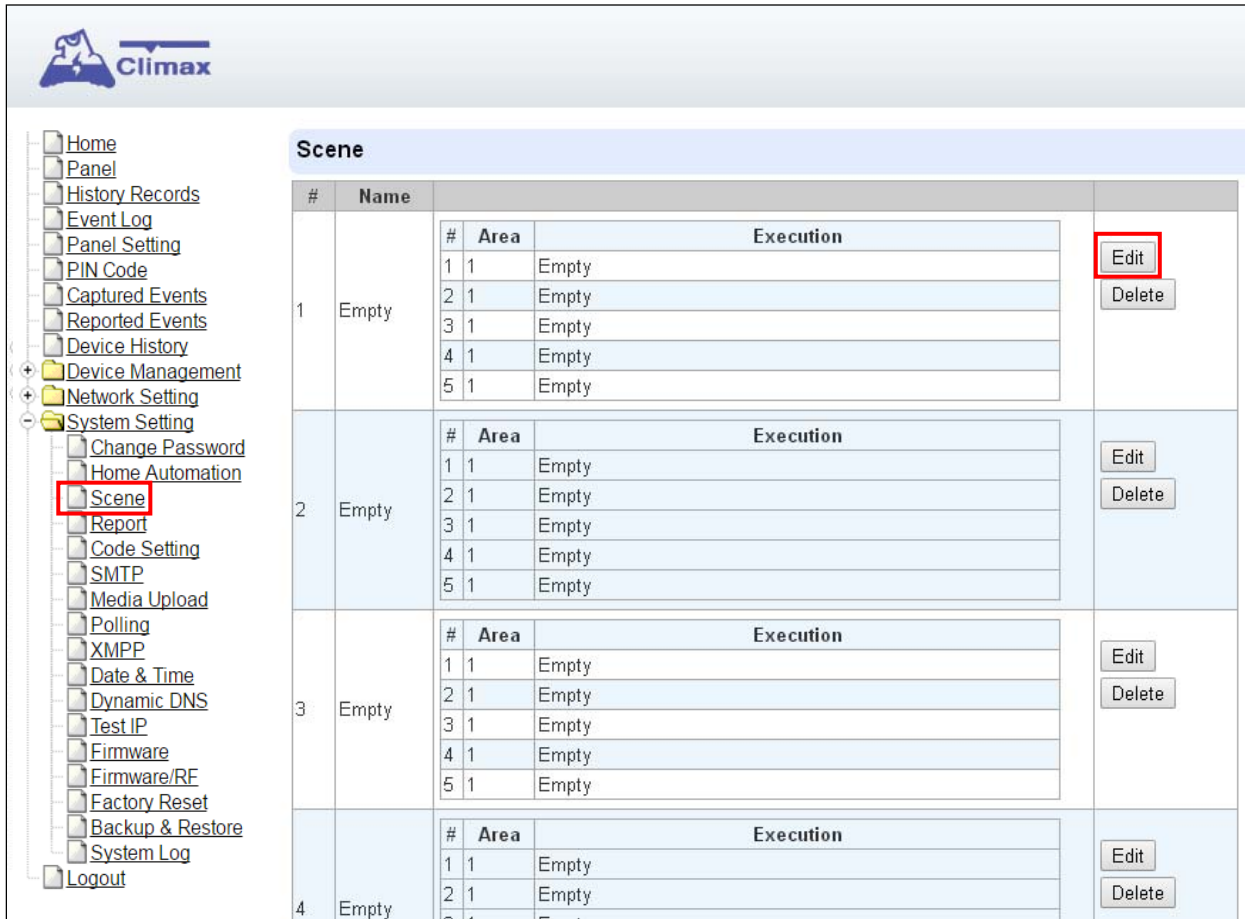 Climax
Home
Panel
History Records
Event Log
Panel Setting
PIN Code
Captured Events
Reported Events
Device History
Device Management
Network Setting
System Setting
Change Password
Home Automation
Scene
Report
Code Setting
SMTP
Media Upload
Polling
XMPP
Date & Time
Dynamic DNS
Test IP
Firmware
Firmware/RF
Factory Reset
Backup & Restore
System Log
Logout
Scene
# Name
# Area Execution
1 1 Empty
2 1 Empty
3 1 Empty
4 1 Empty
5 1 Empty
1 Empty
Edit
Delete
# Area Execution
1 1 Empty
2 1 Empty
3 1 Empty
4 1 Empty
5 1 Empty
2 Empty
Edit
Delete
# Area Execution
1 1 Empty
2 1 Empty
3 1 Empty
4 1 Empty
5 1 Empty
3 Empty
Edit
Delete
# Area Execution
1 1 Empty
2 1 Empty
4 Empty
Edit
Delete